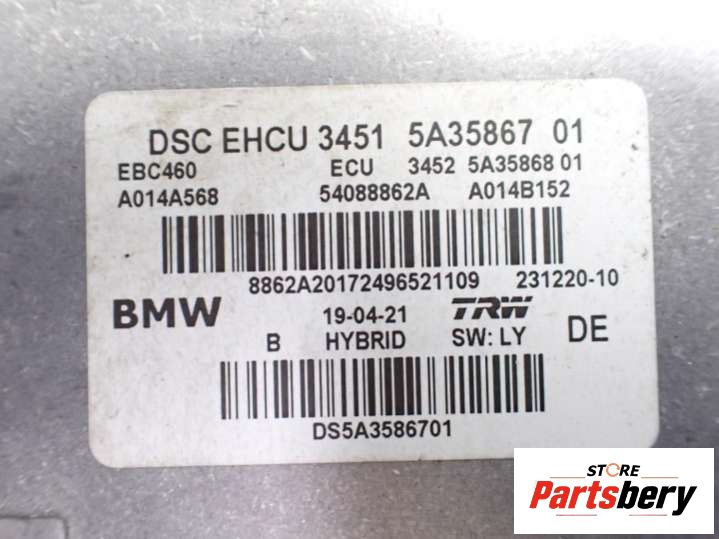 DSC EHCU 3451 5A35867 01
EBC460 ECU 3452 5A35868 01
A014A568 54088862A A014B152
8862A20172496521109 231220-10
BMW 19-04-21 TRW DE
B HYBRID SW: LY
DS5A3586701
STORE
Partsbery